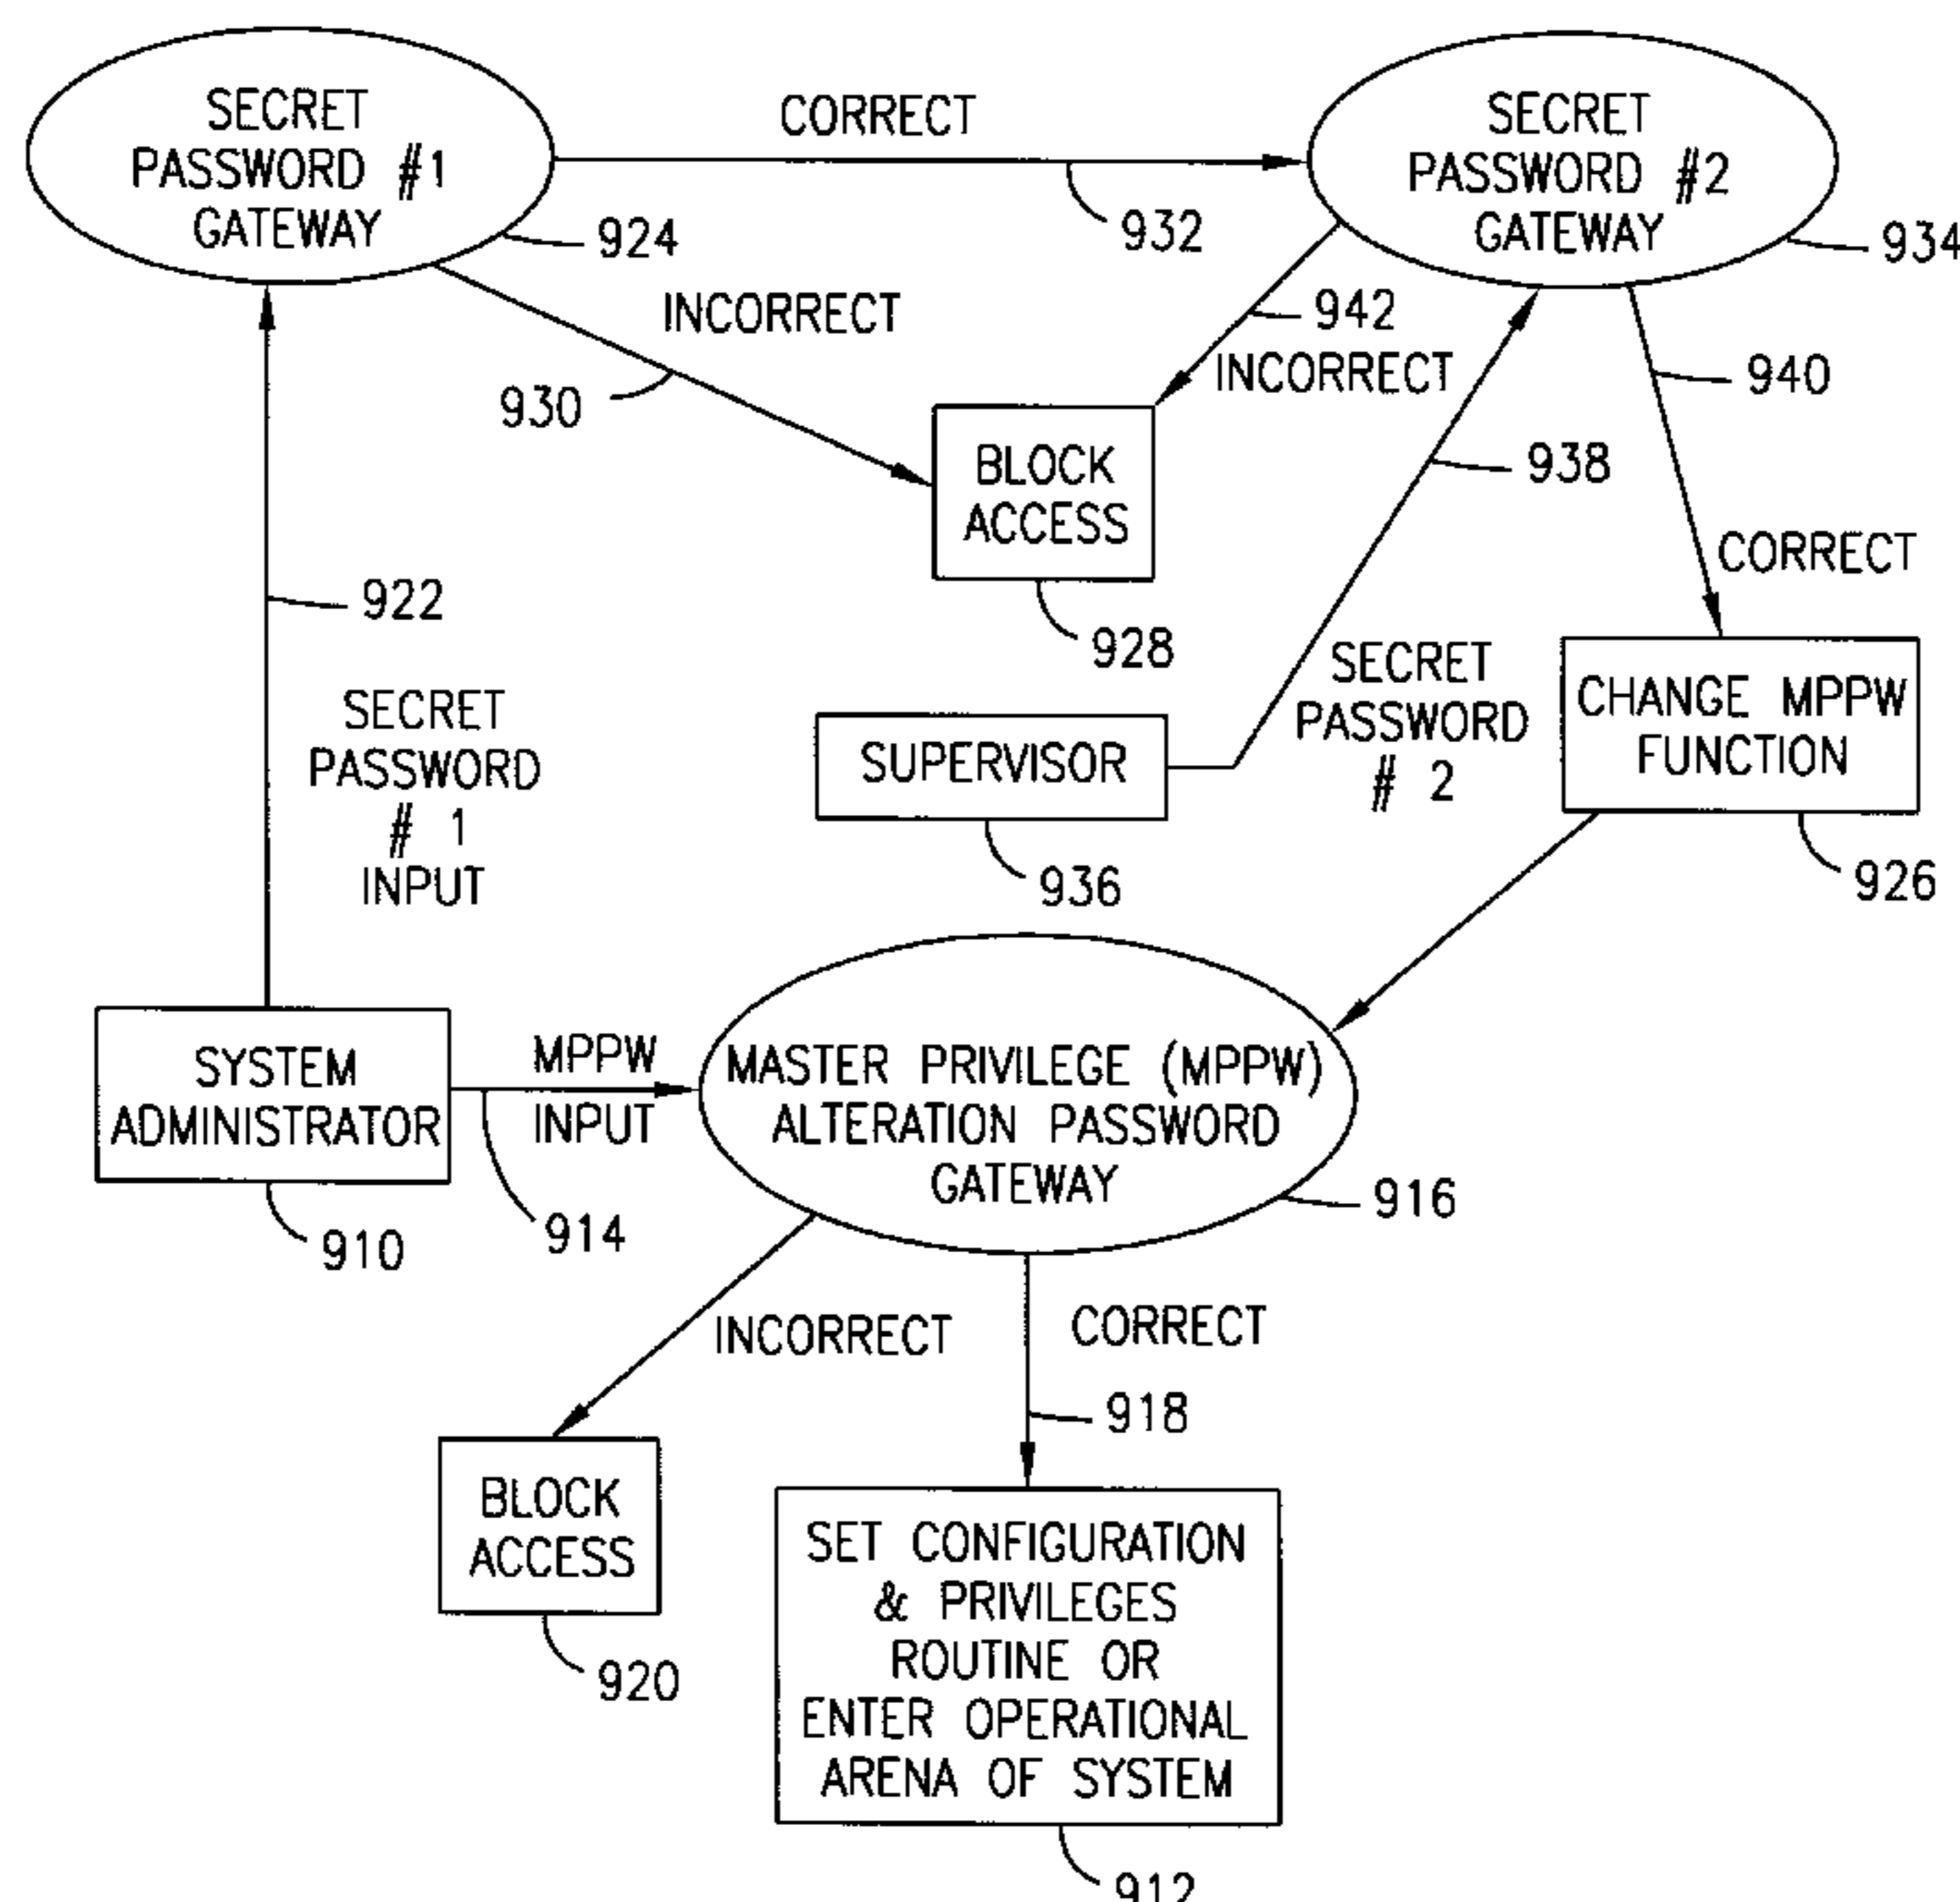 SECRET
PASSWORD #1
GATEWAY
924
CORRECT
932
SECRET
PASSWORD #2
GATEWAY
934
INCORRECT
930
942
INCORRECT
940
938
BLOCK
ACCESS
928
CORRECT
922
SECRET
PASSWORD
# 1
INPUT
SUPERVISOR
936
SECRET
PASSWORD
# 2
CHANGE MPPW
FUNCTION
926
SYSTEM
ADMINISTRATOR
910
MPPW
INPUT
914
MASTER PRIVILEGE (MPPW)
ALTERATION PASSWORD
GATEWAY
916
INCORRECT
CORRECT
918
BLOCK
ACCESS
920
SET CONFIGURATION
& PRIVILEGES
ROUTINE OR
ENTER OPERATIONAL
ARENA OF SYSTEM
912